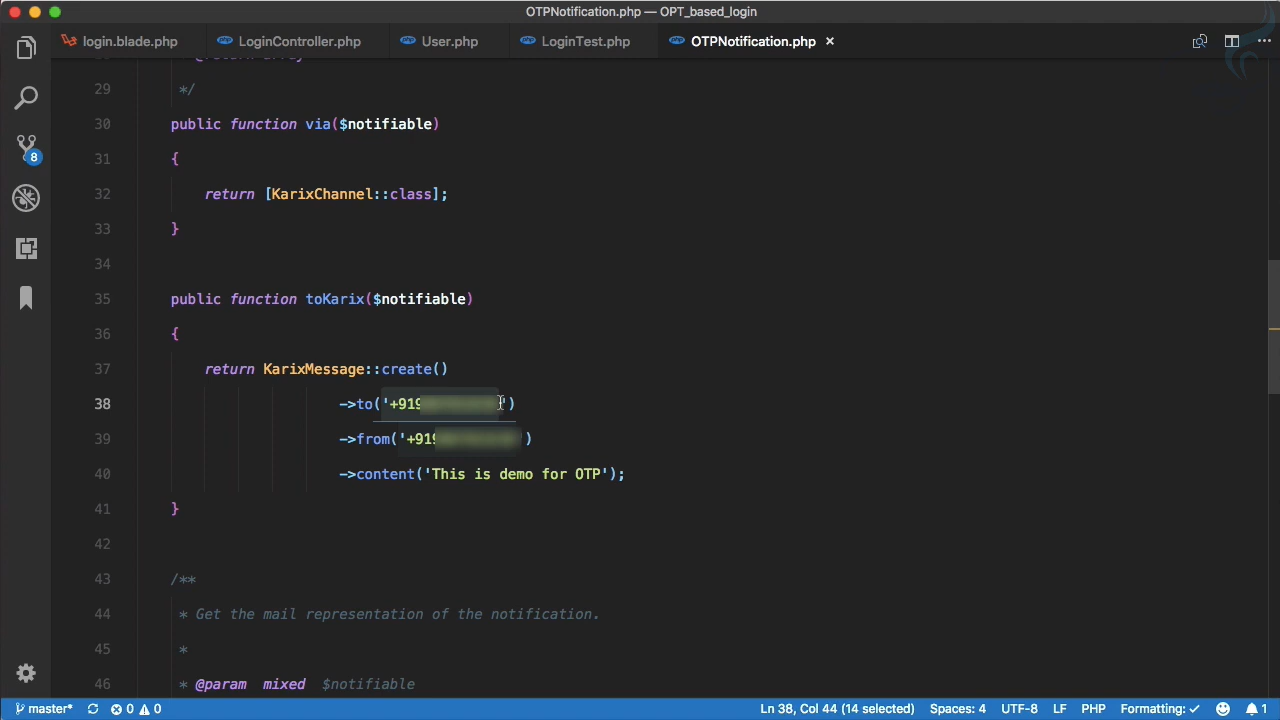 OTPNotification.php — OPT_based_login
login.blade.php LoginController.php User.php LoginTest.php OTPNotification.php ×
29 */
30 public function via($notifiable)
31 {
32 return [KarixChannel::class];
33 }
34
35 public function toKarix($notifiable)
36 {
37 return KarixMessage::create()
38 ->to('+919')
39 ->from('+919')
40 ->content('This is demo for OTP');
41 }
42
43 /**
44 * Get the mail representation of the notification.
45 *
46 * @param mixed $notifiable
8
master* 0 0 Ln 38, Col 44 (14 selected) Spaces: 4 UTF-8 LF PHP Formatting: ✓ 1